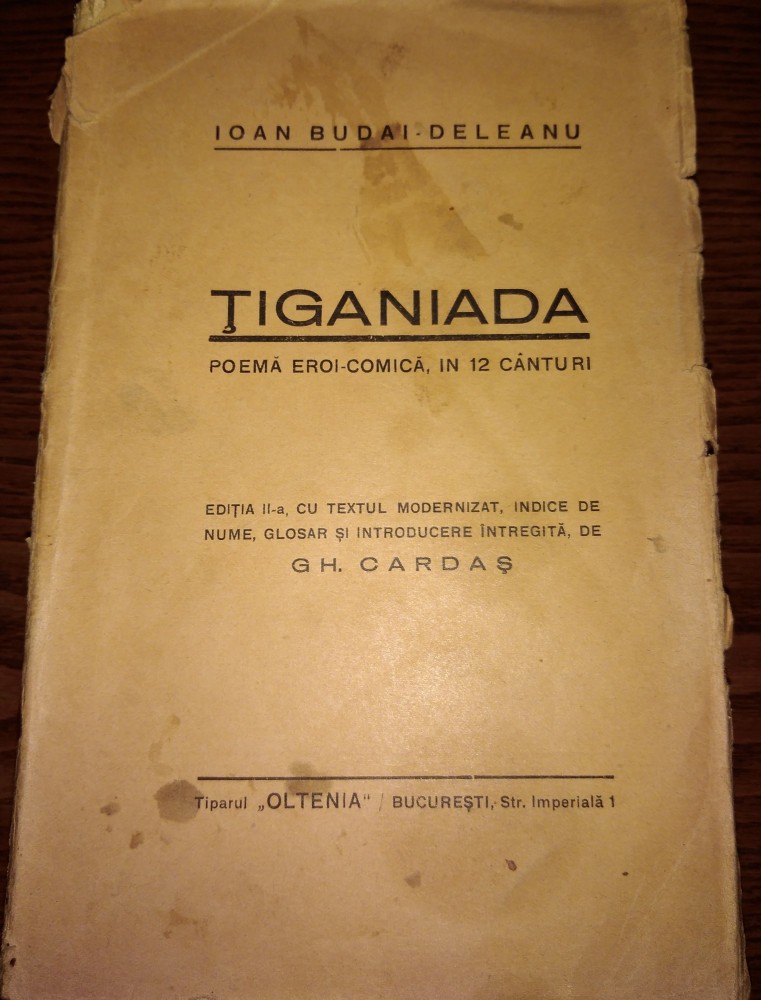 IOAN BUDAI-DELEANU
ŢIGANIADA
POEMĂ EROI-COMICĂ, IN 12 CÂNTURI
EDIŢIA II-a, CU TEXTUL MODERNIZAT, INDICE DE
NUME, GLOSAR ŞI INTRODUCERE ÎNTREGITĂ, DE
GH. CARDAŞ
Tiparul „OLTENIA“ / BUCUREŞTI, Str. Imperială 1